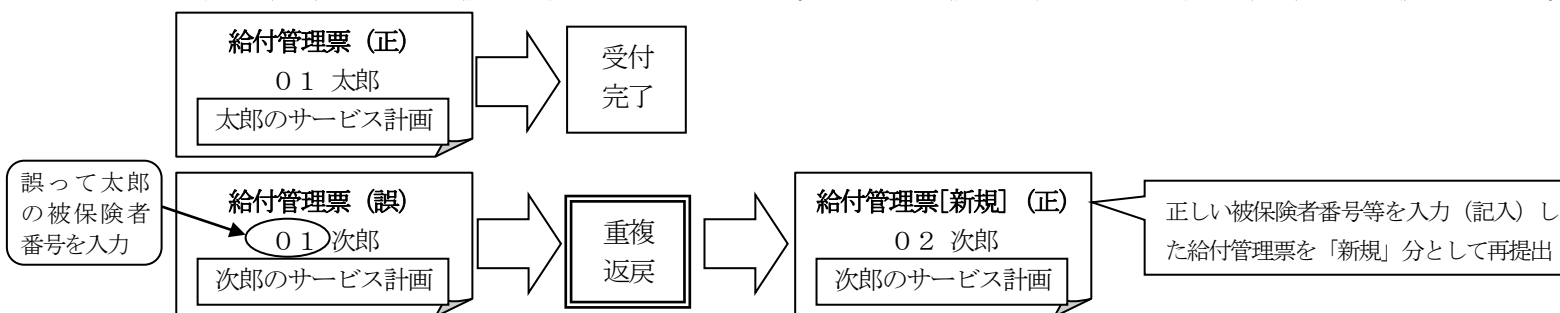 給付管理票（正）
０１ 太郎
太郎のサービス計画
受付
完了
誤って太郎
の被保険者
番号を入力
給付管理票（誤）
０１ 次郎
次郎のサービス計画
重複
返戻
給付管理票[新規]（正）
０２ 次郎
次郎のサービス計画
正しい被保険者番号等を入力（記入）し
た給付管理票を「新規」分として再提出